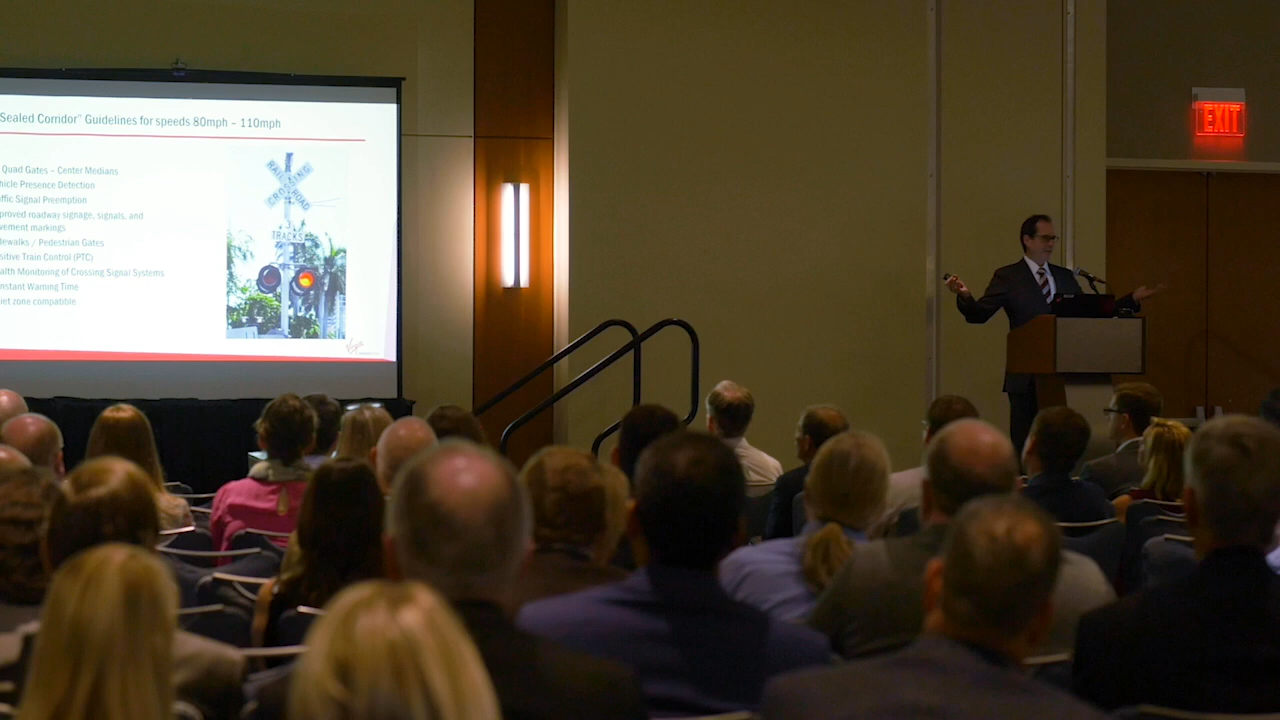 Sealed Corridor" Guidelines for speeds 80mph – 110mph
Quad Gates – Center Medians
hicle Presence Detection
affic Signal Preemption
proved roadway signage, signals, and
vement markings
dewalks / Pedestrian Gates
sitive Train Control (PTC)
alth Monitoring of Crossing Signal Systems
nstant Warning Time
iet zone compatible
RAILROAD
CROSSING
TRACKS
Virgin
EXIT